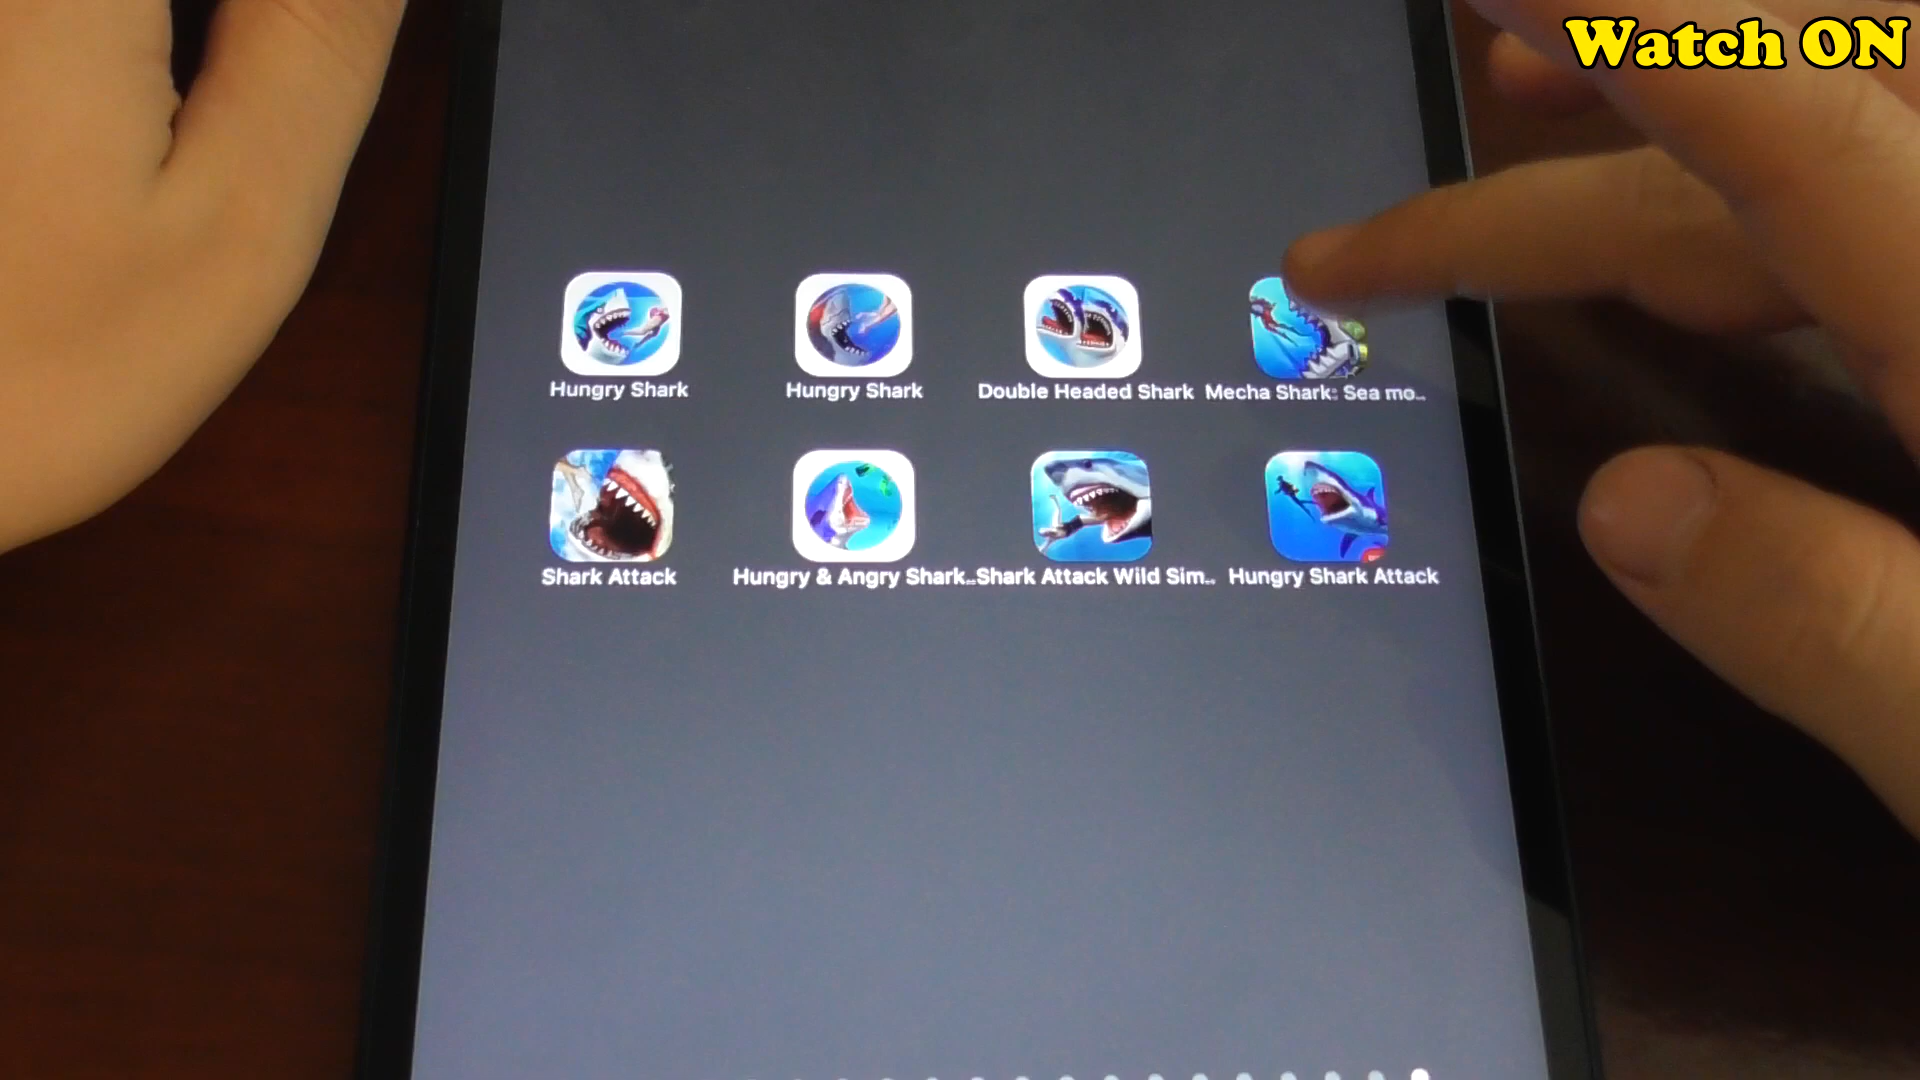 Watch ON
Hungry Shark
Hungry Shark
Double Headed Shark
Mecha Shark: Sea mo...
Shark Attack
Hungry & Angry Shark...
Shark Attack Wild Sim...
Hungry Shark Attack